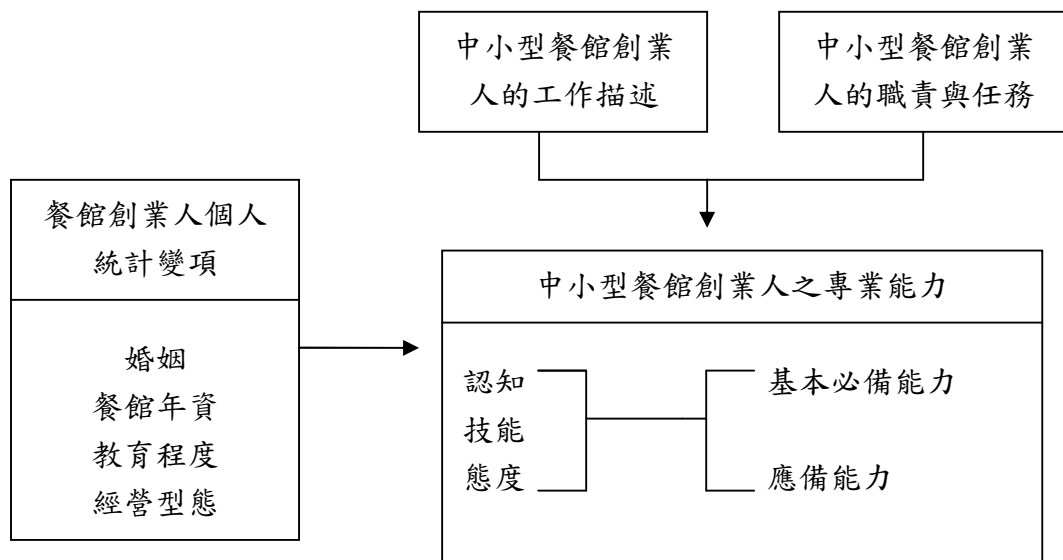 中小型餐館創業
人的工作描述
中小型餐館創業
人的職責與任務
餐館創業人個人
統計變項
婚姻
餐館年資
教育程度
經營型態
中小型餐館創業人之專業能力
認知
技能
態度
基本必備能力
應備能力